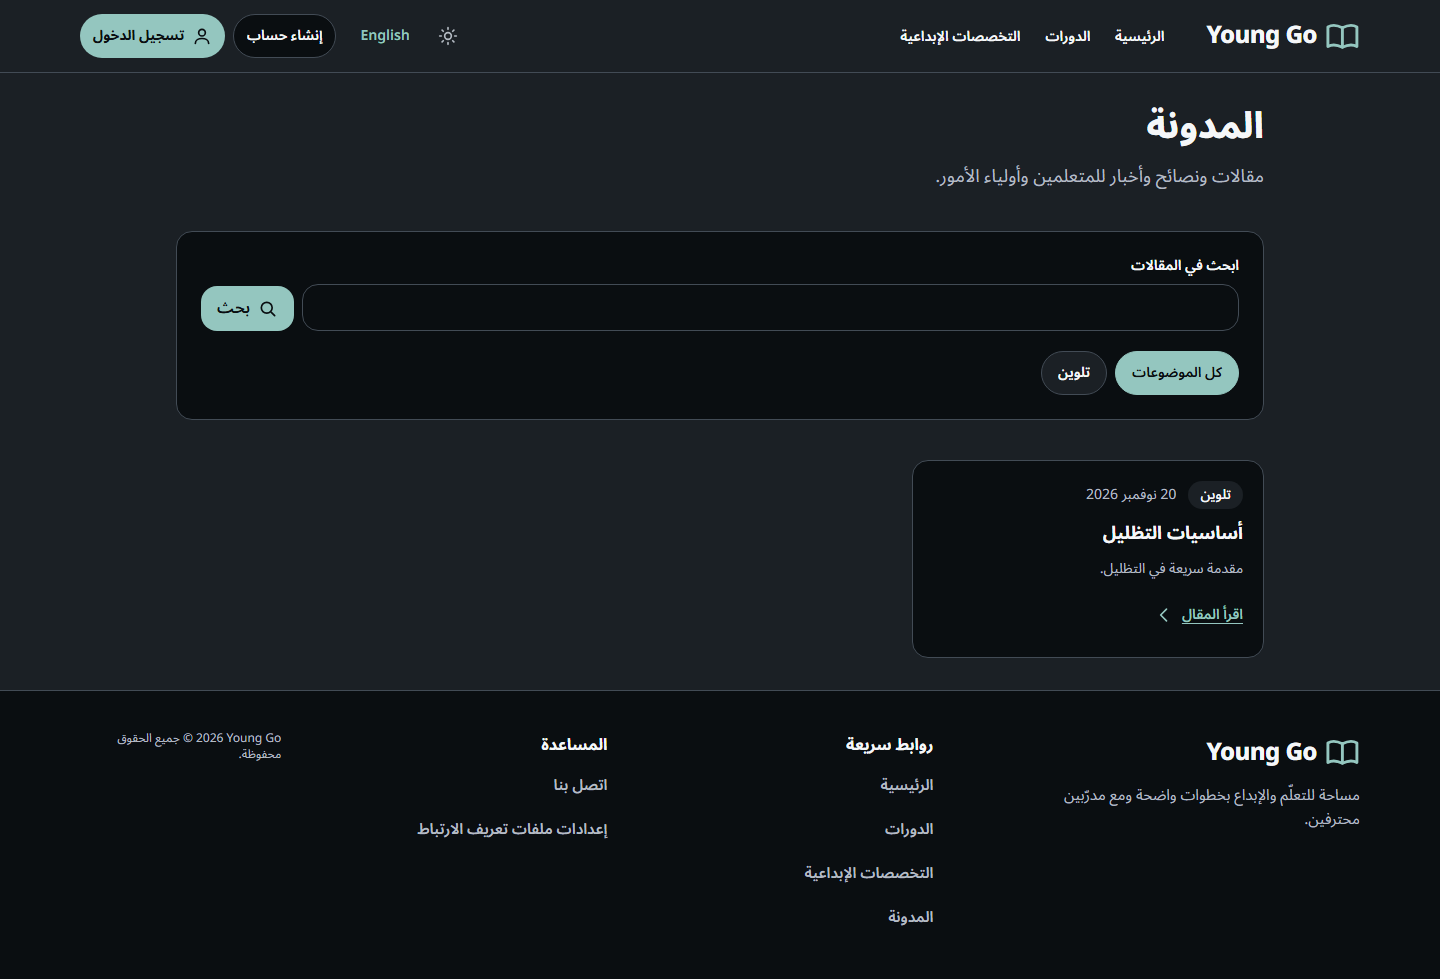 Young Go
الرئيسية
الدورات
التخصصات الإبداعية
English
إنشاء حساب
تسجيل الدخول
المدونة
مقالات ونصائح وأخبار للمتعلمين وأولياء الأمور.
ابحث في المقالات
بحث
كل الموضوعات
تلوين
تلوين
20 نوفمبر 2026
أساسيات التظليل
مقدمة سريعة في التظليل.
اقرأ المقال
Young Go
مساحة للتعلّم والإبداع بخطوات واضحة ومع مدرّبين
محترفين.
روابط سريعة
الرئيسية
الدورات
التخصصات الإبداعية
المدونة
المساعدة
اتصل بنا
إعدادات ملفات تعريف الارتباط
Young Go 2026 © جميع الحقوق
محفوظة.